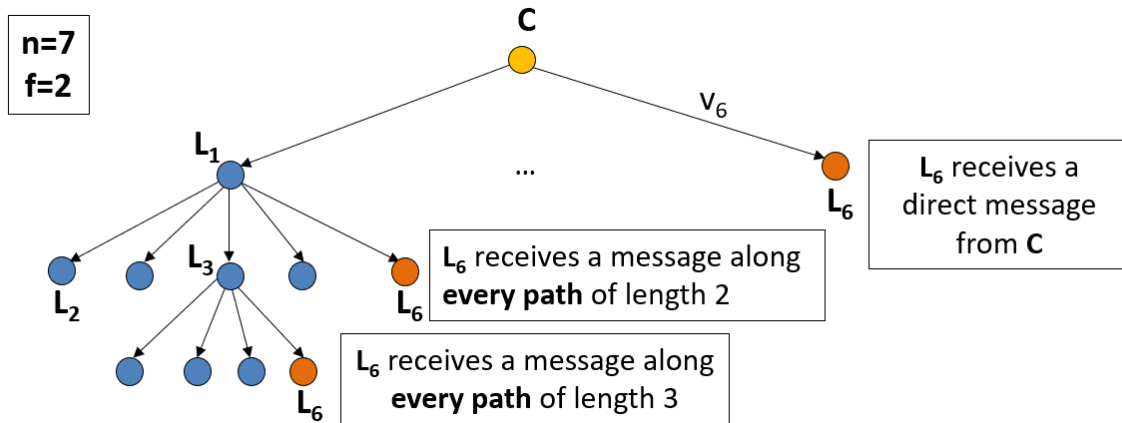 n=7
f=2
C
v₆
L₁
...
L₆
L₆ receives a
direct message
from C
L₂
L₃
L₆
L₆ receives a message along
every path of length 2
L₆
L₆ receives a message along
every path of length 3